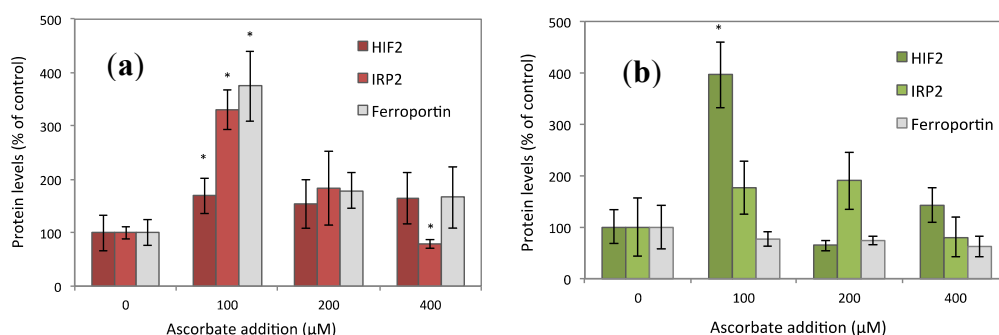 (a)
Protein levels (% of control)
500
400
300
200
100
0
*
*
*
*
HIF2
IRP2
Ferroportin
0
100
200
400
Ascorbate addition (µM)
(b)
Protein levels (% of control)
500
400
300
200
100
0
*
HIF2
IRP2
Ferroportin
0
100
200
400
Ascorbate addition (µM)